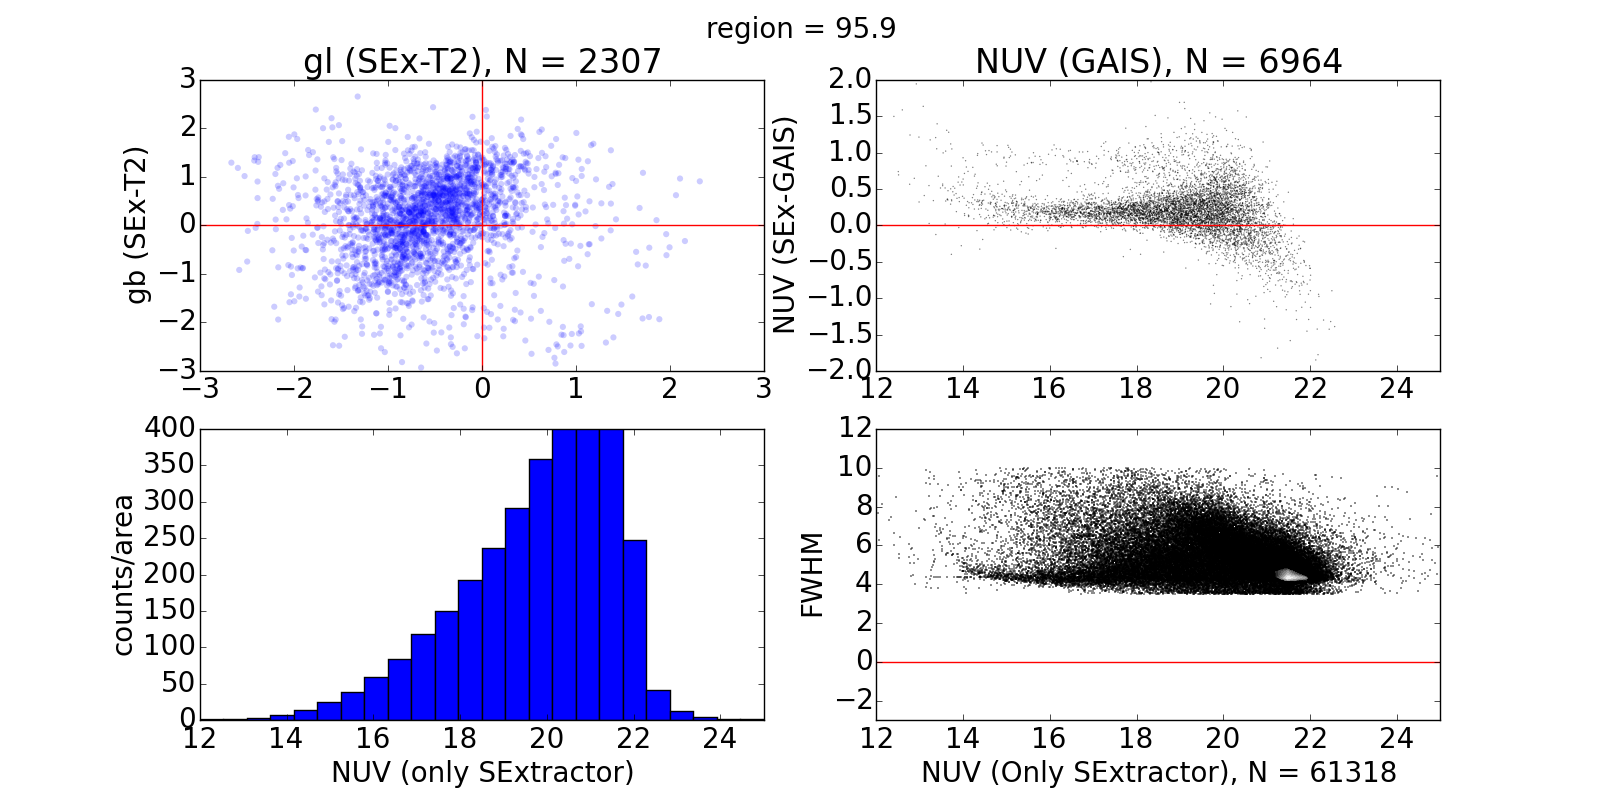 region = 95.9
gl (SEx-T2), N = 2307
NUV (GAIS), N = 6964
3
2
1
0
−1
−2
−3
gb (SEx-T2)
−3 −2 −1 0 1 2 3
2.0
1.5
1.0
0.5
0.0
−0.5
−1.0
−1.5
−2.0
NUV (SEx-GAIS)
12 14 16 18 20 22 24
400
350
300
250
200
150
100
50
0
counts/area
12 14 16 18 20 22 24
NUV (only SExtractor)
12
10
8
6
4
2
0
−2
FWHM
12 14 16 18 20 22 24
NUV (Only SExtractor), N = 61318